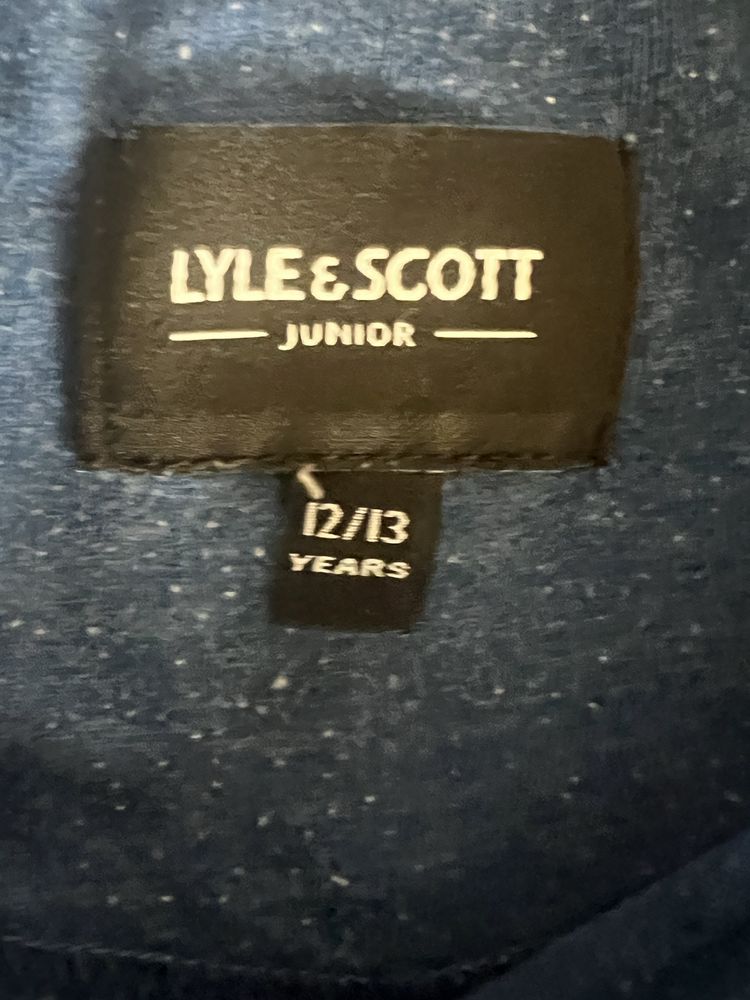 LYLE & SCOTT
JUNIOR
12/13
YEARS